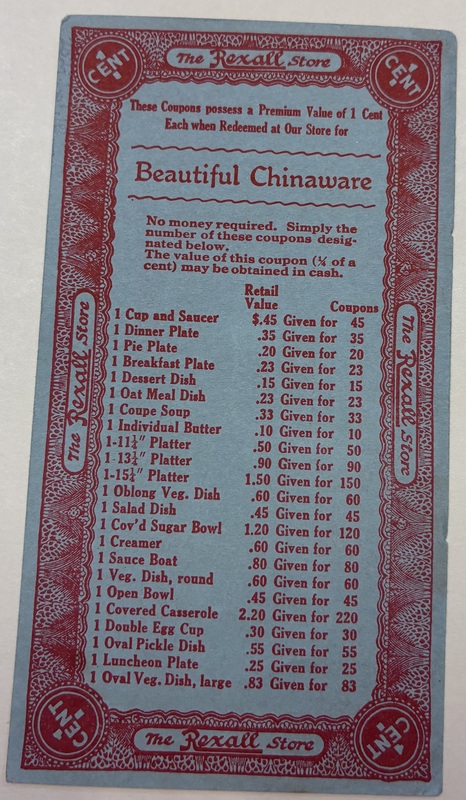 The Rexall Store
CENT
CENT
These Coupons possess a Premium Value of 1 Cent
Each when Redeemed at Our Store for
Beautiful Chinaware
No money required. Simply the
number of these coupons desig-
nated below.
The value of this coupon (¼ of a
cent) may be obtained in cash.
Retail
Value Coupons
1 Cup and Saucer $.45 Given for 45
1 Dinner Plate .35 Given for 35
1 Pie Plate .20 Given for 20
1 Breakfast Plate .23 Given for 23
1 Dessert Dish .15 Given for 15
1 Oat Meal Dish .23 Given for 23
1 Coupe Soup .33 Given for 33
1 Individual Butter .10 Given for 10
1-11¼" Platter .50 Given for 50
1-13¼" Platter .90 Given for 90
1-15¼" Platter 1.50 Given for 150
1 Oblong Veg. Dish .60 Given for 60
1 Salad Dish .45 Given for 45
1 Cov'd Sugar Bowl 1.20 Given for 120
1 Creamer .60 Given for 60
1 Sauce Boat .80 Given for 80
1 Veg. Dish, round .60 Given for 60
1 Open Bowl .45 Given for 45
1 Covered Casserole 2.20 Given for 220
1 Double Egg Cup .30 Given for 30
1 Oval Pickle Dish .55 Given for 55
1 Luncheon Plate .25 Given for 25
1 Oval Veg. Dish, large .83 Given for 83
The Rexall Store
The Rexall Store
CENT
CENT
The Rexall Store